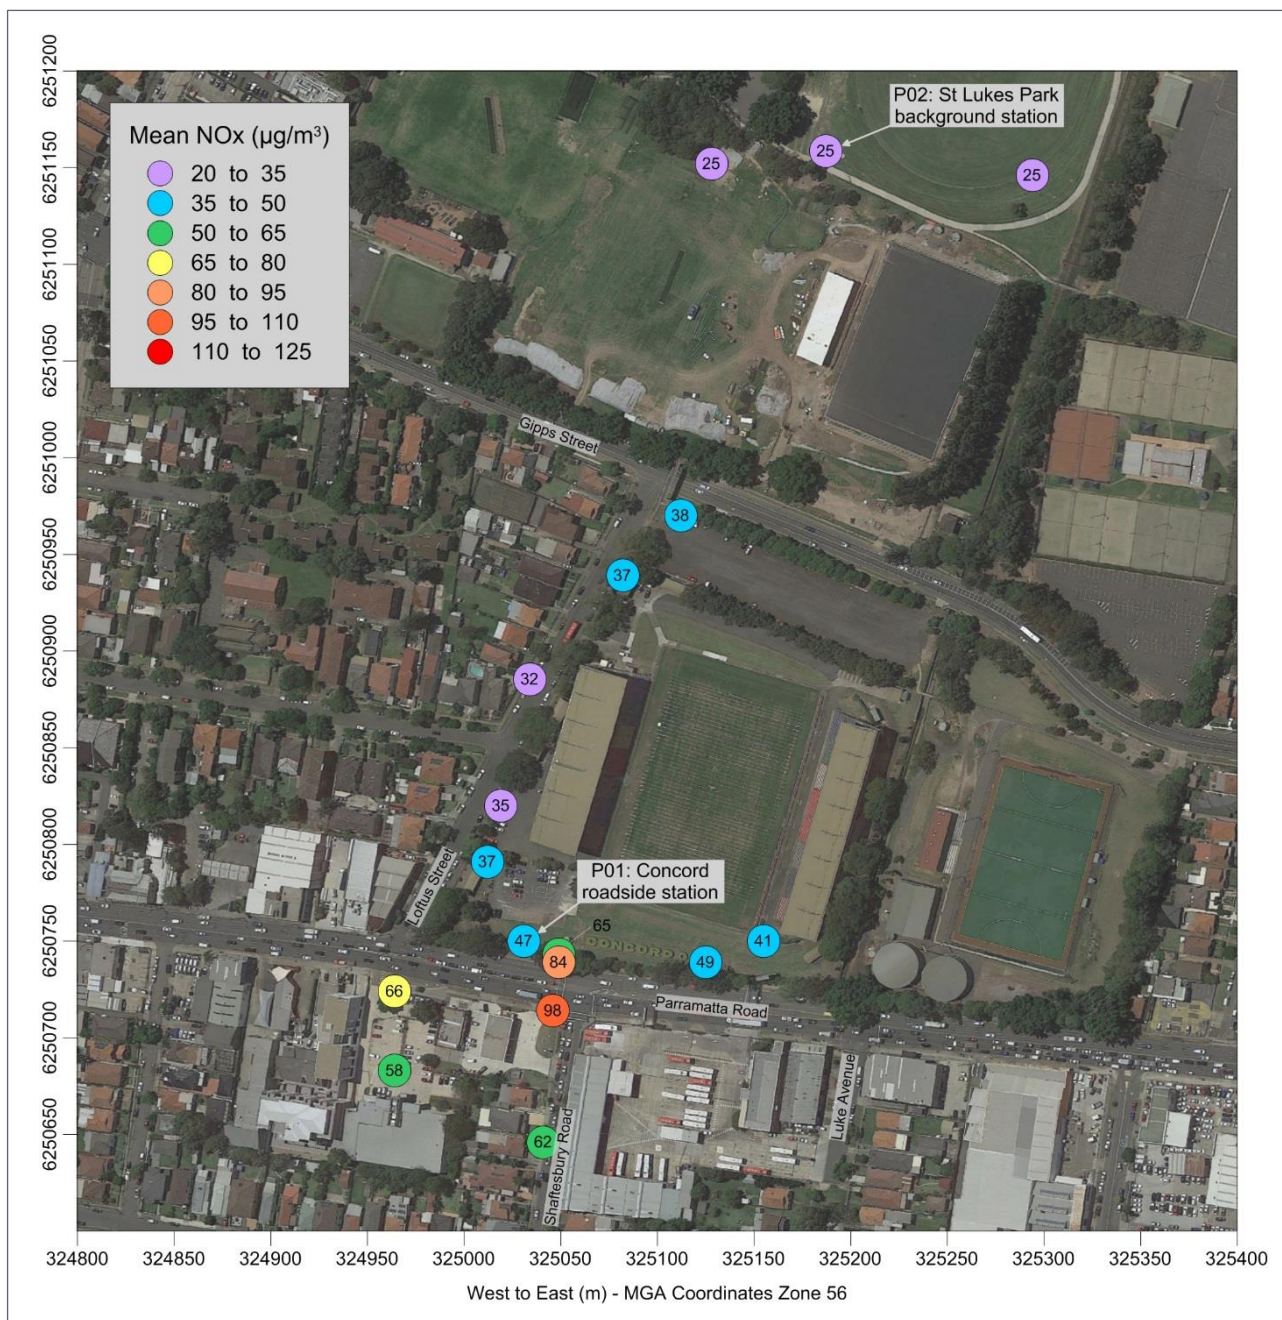 6251200
6251150
6251100
6251050
6251000
6250950
6250900
6250850
6250800
6250750
6250700
6250650
Mean NOx (µg/m³)
20 to 35
35 to 50
50 to 65
65 to 80
80 to 95
95 to 110
110 to 125
P02: St Lukes Park
background station
25
25
25
Gipps Street
38
37
32
35
37
Loftus Street
P01: Concord
roadside station
47
65
84
CONCORD
49
41
66
98
Parramatta Road
58
62
Shaftesbury Road
Luke Avenue
324800
324850
324900
324950
325000
325050
325100
325150
325200
325250
325300
325350
325400
West to East (m) - MGA Coordinates Zone 56